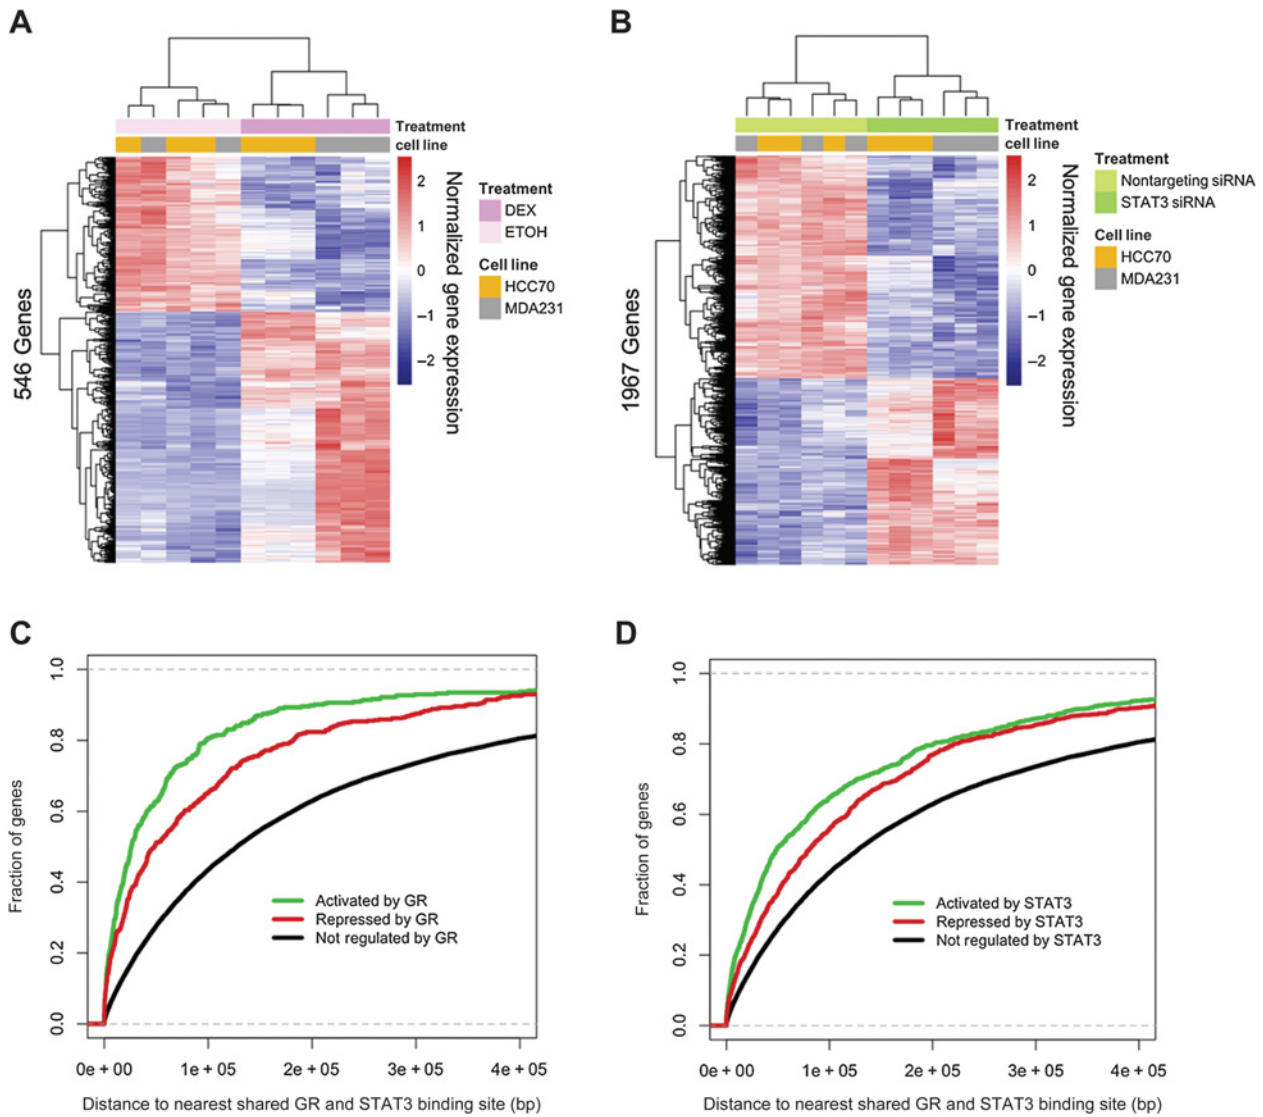 A
Treatment
cell line
2
1
0
−1
−2
Normalized gene expression
546 Genes
Treatment
DEX
ETOH
Cell line
HCC70
MDA231
B
Treatment
cell line
2
1
0
−1
−2
Normalized gene expression
1967 Genes
Treatment
Nontargeting siRNA
STAT3 siRNA
Cell line
HCC70
MDA231
C
Fraction of genes
1.0
0.8
0.6
0.4
0.2
0.0
Activated by GR
Repressed by GR
Not regulated by GR
0e + 00 1e + 05 2e + 05 3e + 05 4e + 05
Distance to nearest shared GR and STAT3 binding site (bp)
D
Fraction of genes
1.0
0.8
0.6
0.4
0.2
0.0
Activated by STAT3
Repressed by STAT3
Not regulated by STAT3
0e + 00 1e + 05 2e + 05 3e + 05 4e + 05
Distance to nearest shared GR and STAT3 binding site (bp)